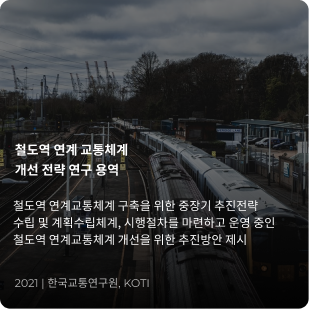 철도역 연계 교통체계
개선 전략 연구 용역
철도역 연계교통체계 구축을 위한 중장기 추진전략
수립 및 계획수립체계, 시행절차를 마련하고 운영 중인
철도역 연계교통체계 개선을 위한 추진방안 제시
2021 | 한국교통연구원, KOTI